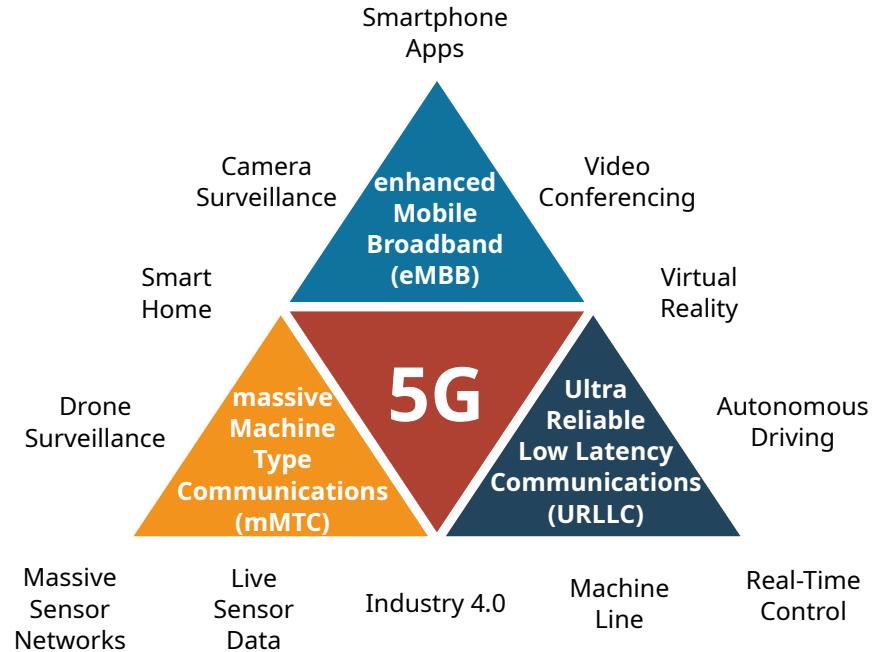 Smartphone
Apps
Camera
Surveillance
enhanced
Mobile
Broadband
(eMBB)
Video
Conferencing
Smart
Home
Virtual
Reality
5G
Drone
Surveillance
massive
Machine
Type
Communications
(mMTC)
Ultra
Reliable
Low Latency
Communications
(URLLC)
Autonomous
Driving
Massive
Sensor
Networks
Live
Sensor
Data
Industry 4.0
Machine
Line
Real-Time
Control